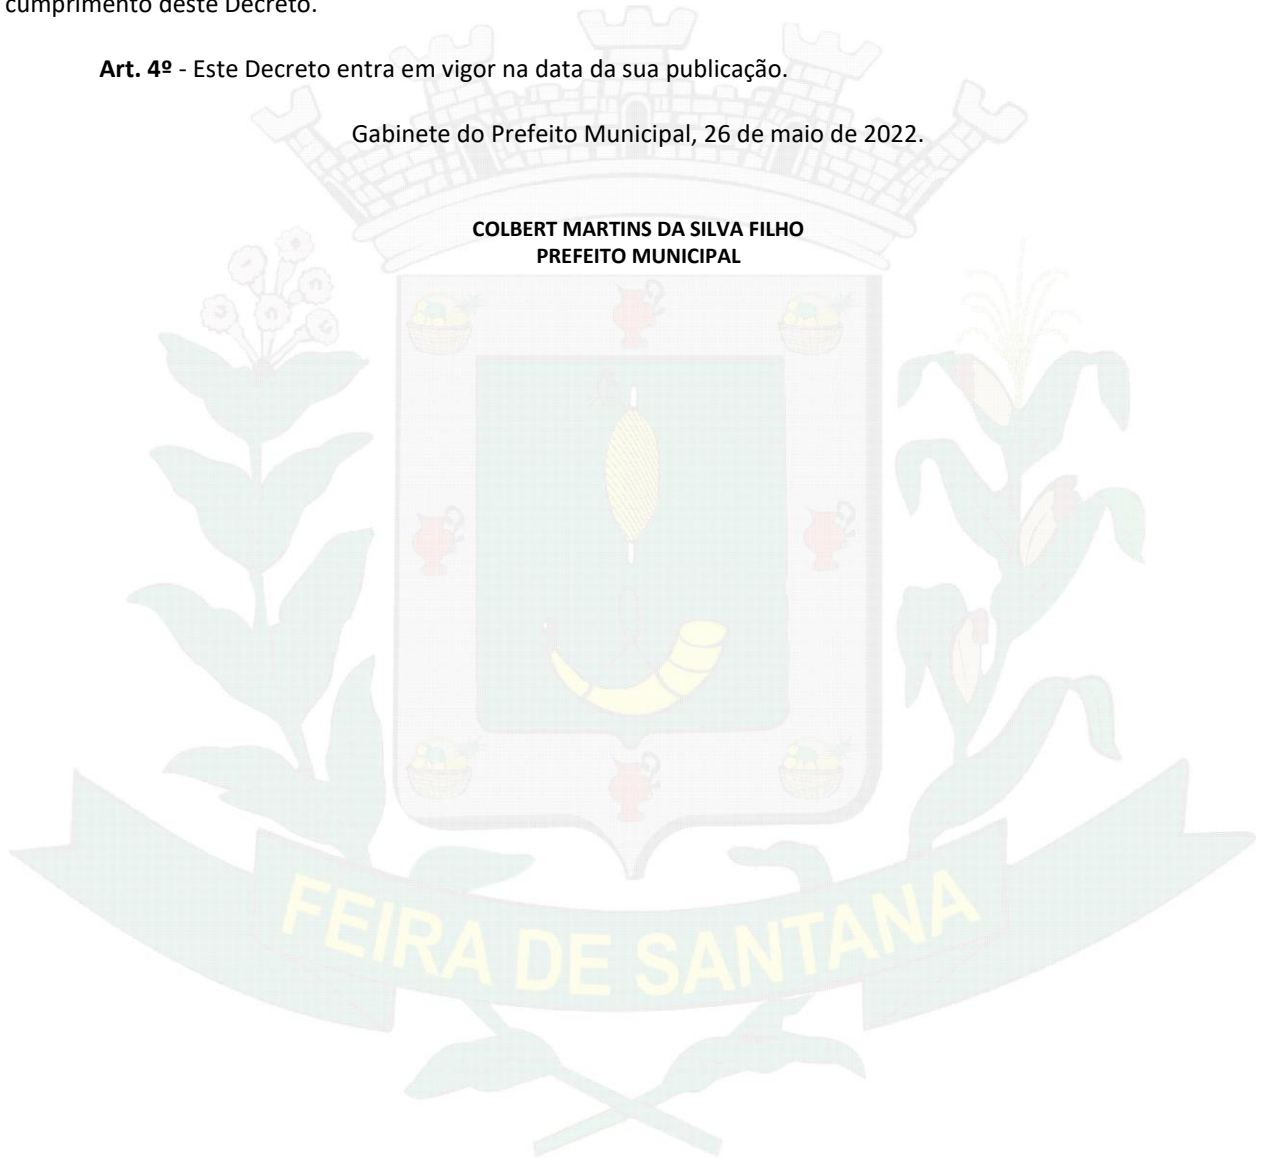 cumprimento deste Decreto.
Art. 4º - Este Decreto entra em vigor na data da sua publicação.
Gabinete do Prefeito Municipal, 26 de maio de 2022.
COLBERT MARTINS DA SILVA FILHO
PREFEITO MUNICIPAL
FEIRA DE SANTANA